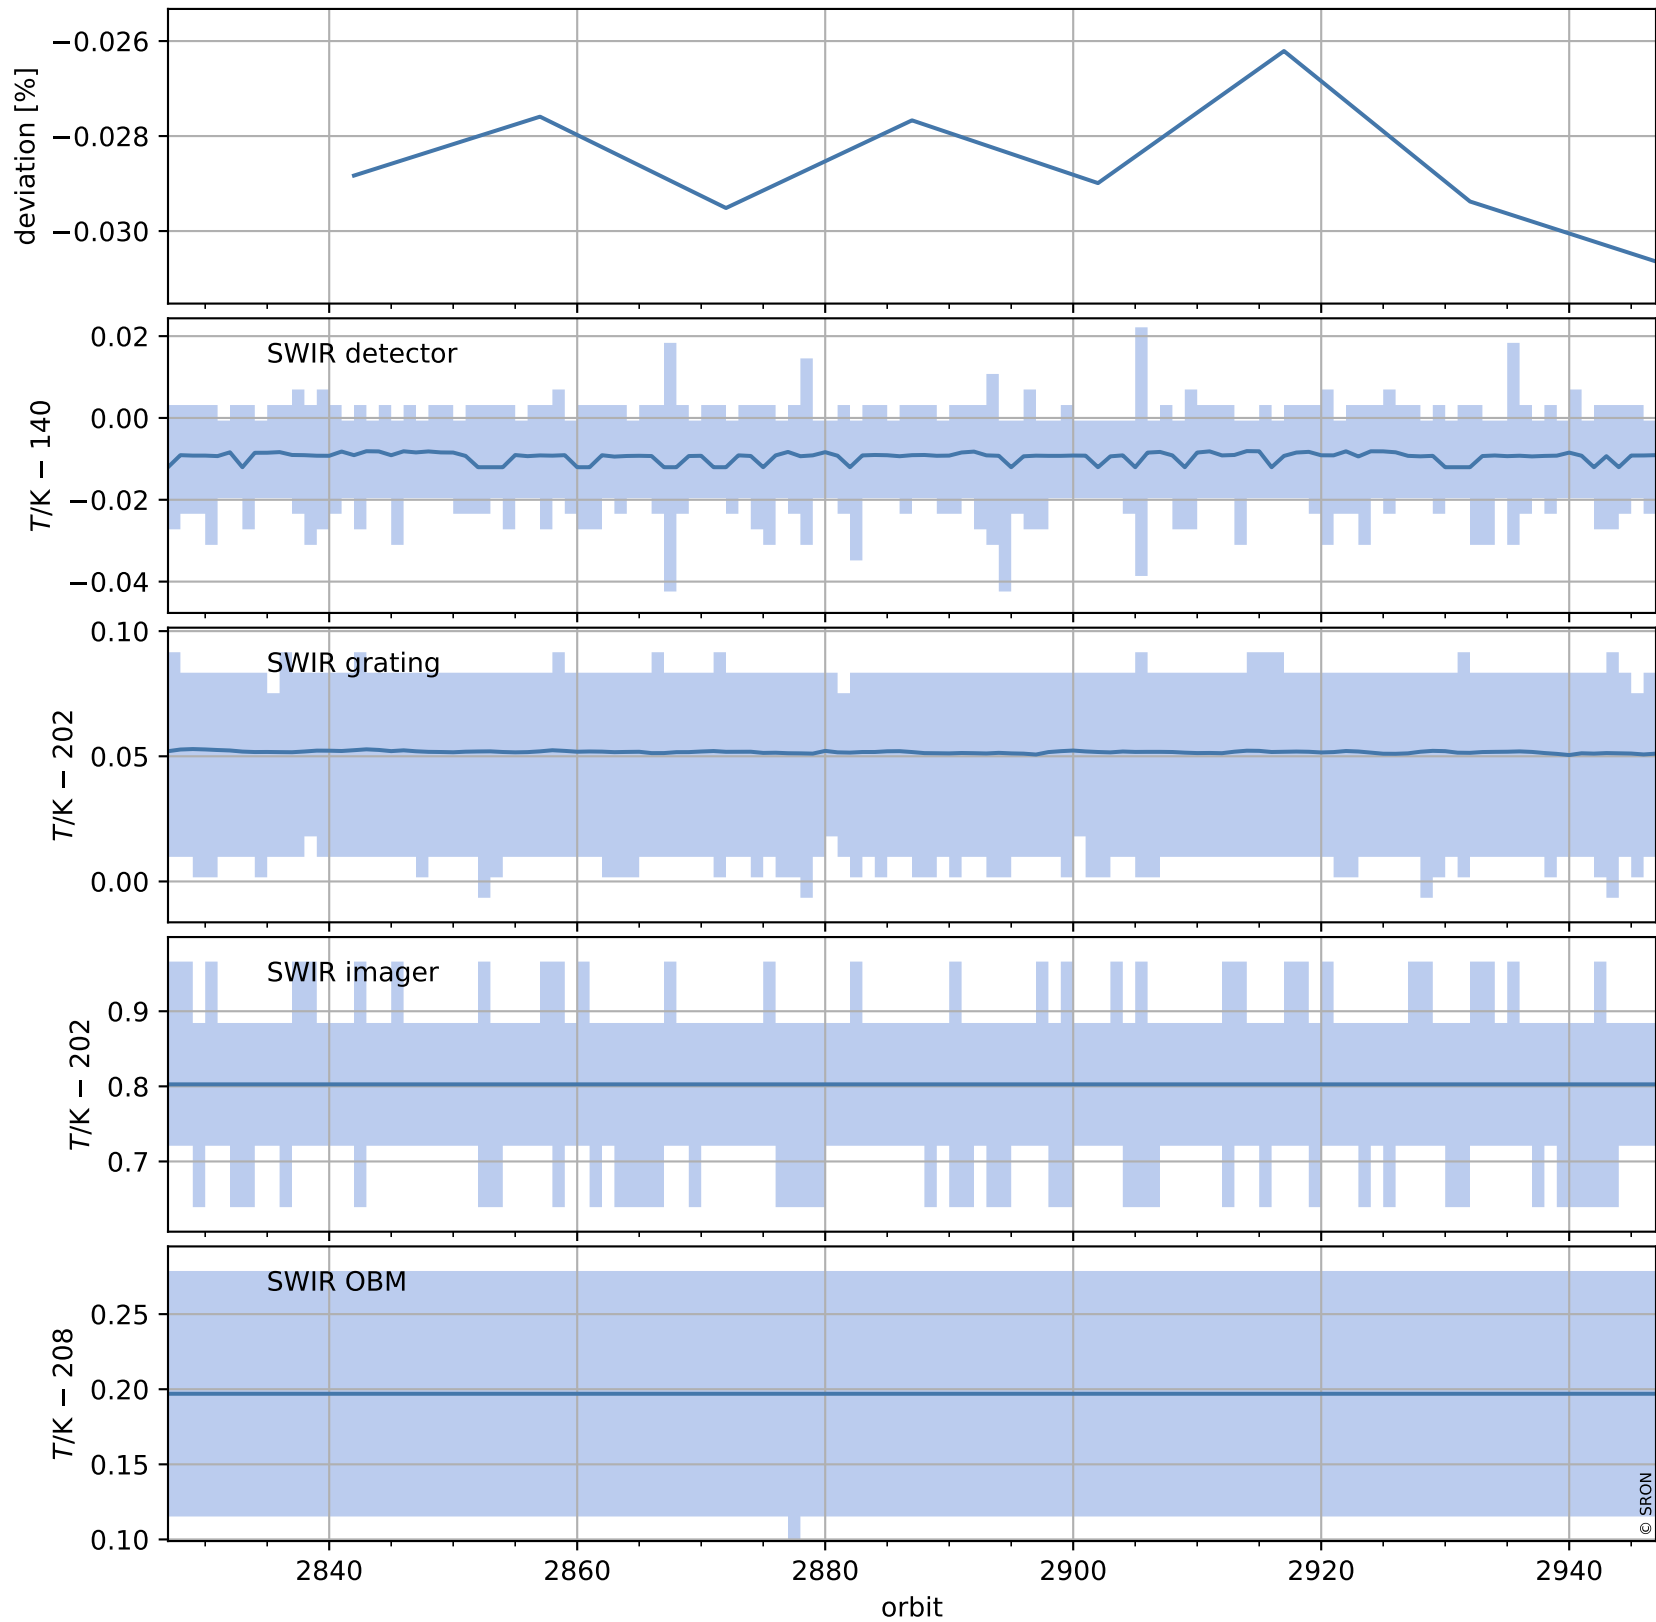 −0.026
−0.028
−0.030
deviation [%]
SWIR detector
0.02
0.00
−0.02
−0.04
T/K − 140
SWIR grating
0.10
0.05
0.00
T/K − 202
SWIR imager
0.9
0.8
0.7
T/K − 202
SWIR OBM
0.25
0.20
0.15
0.10
T/K − 208
© SRON
2840 2860 2880 2900 2920 2940
orbit